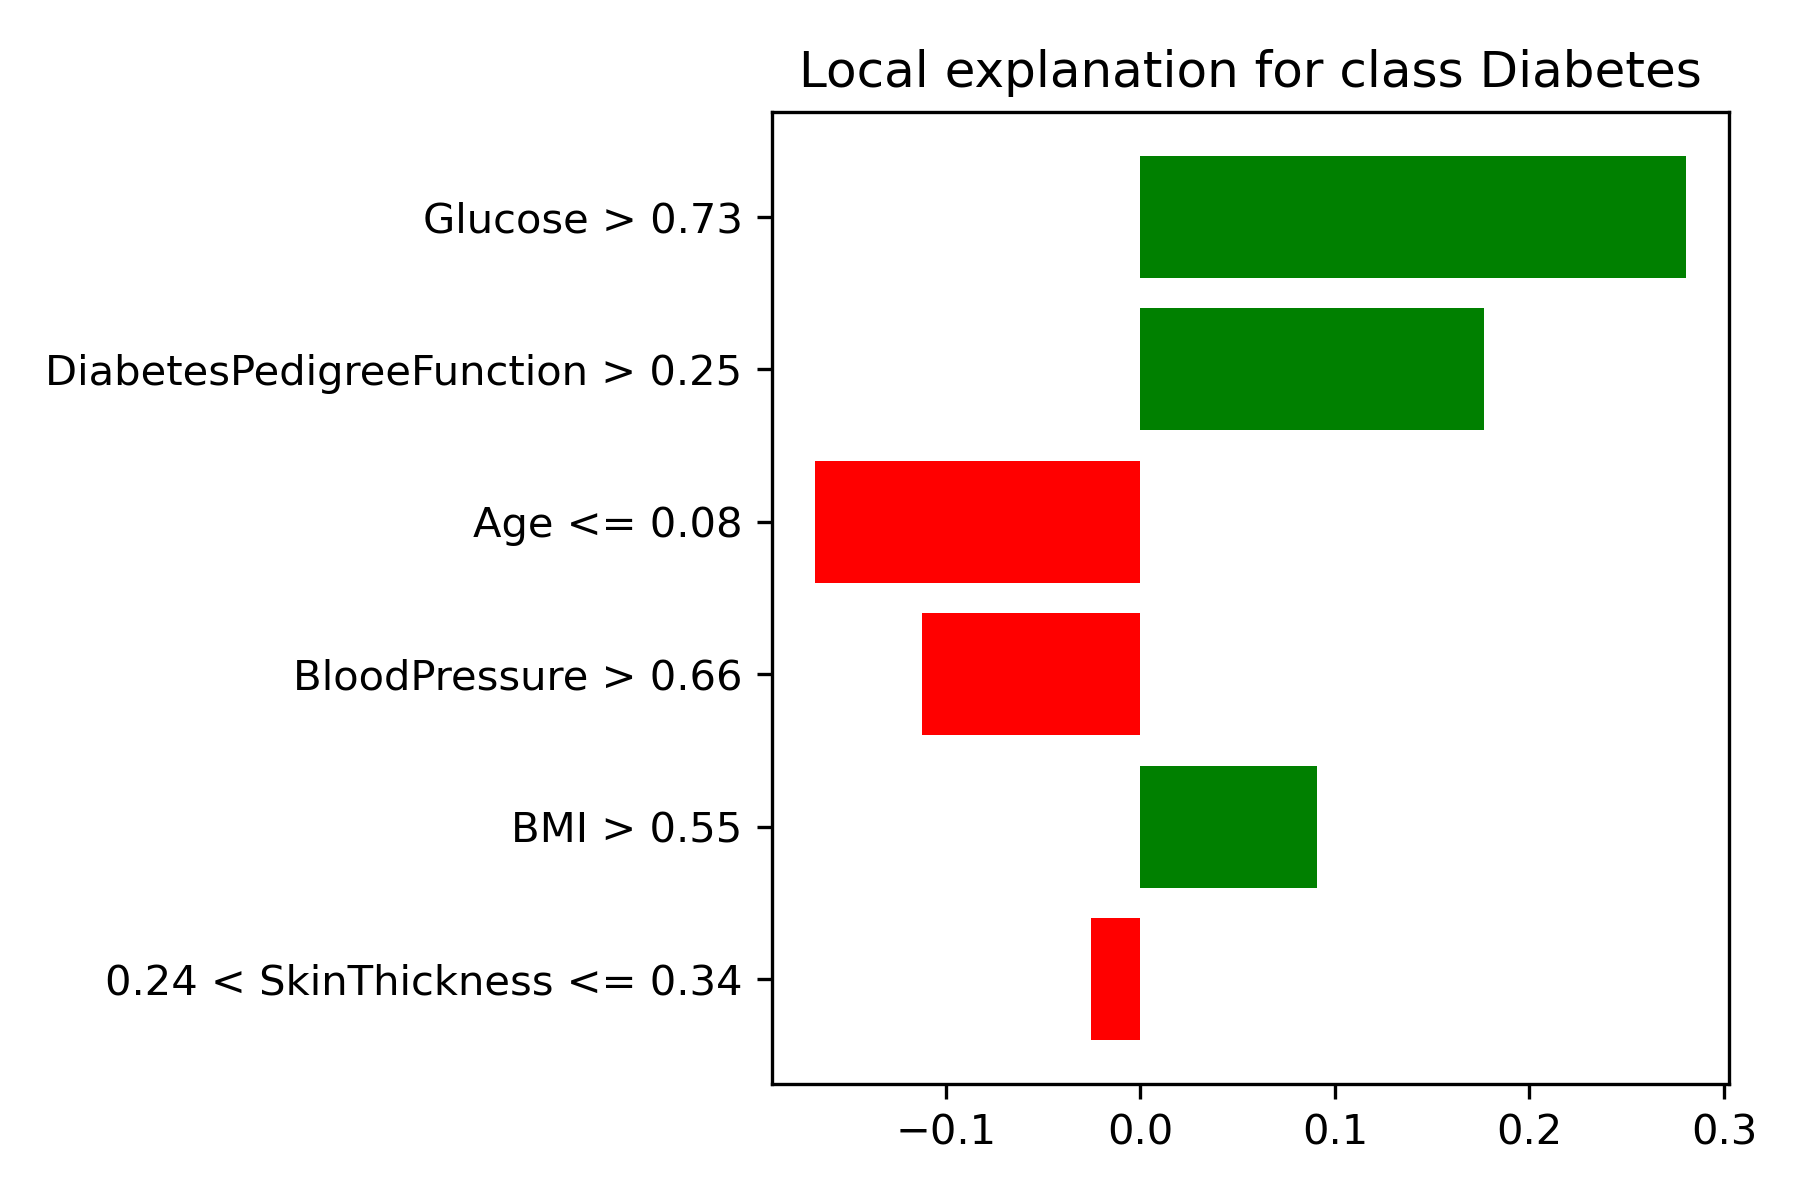 Local explanation for class Diabetes
Glucose > 0.73
DiabetesPedigreeFunction > 0.25
Age <= 0.08
BloodPressure > 0.66
BMI > 0.55
0.24 < SkinThickness <= 0.34
−0.1 0.0 0.1 0.2 0.3